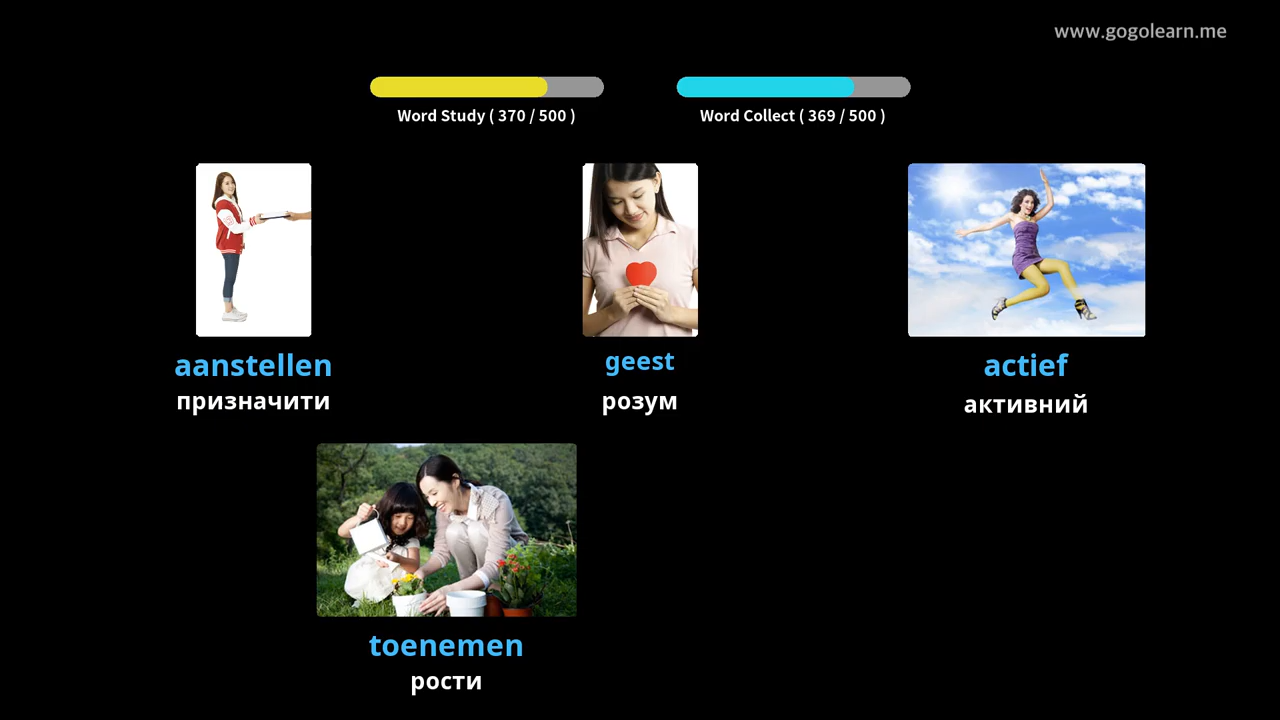 www.gogolearn.me
Word Study ( 370 / 500 )
Word Collect ( 369 / 500 )
aanstellen
призначити
geest
розум
actief
активний
toenemen
рости